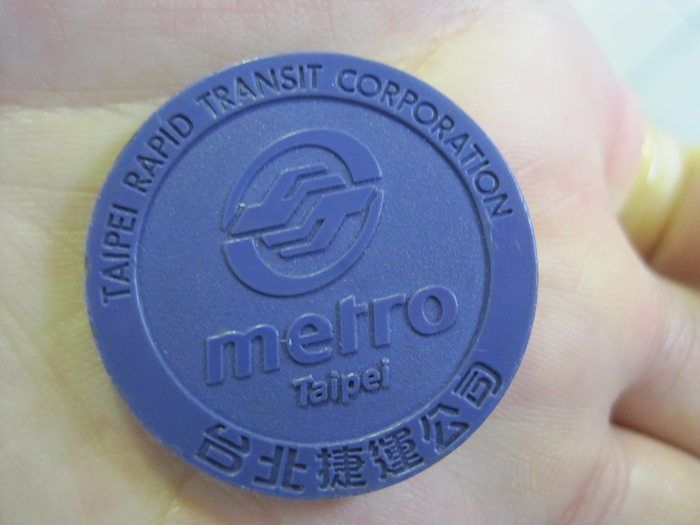 TAIPEI RAPID TRANSIT CORPORATION
metro
Taipei
台北捷運公司